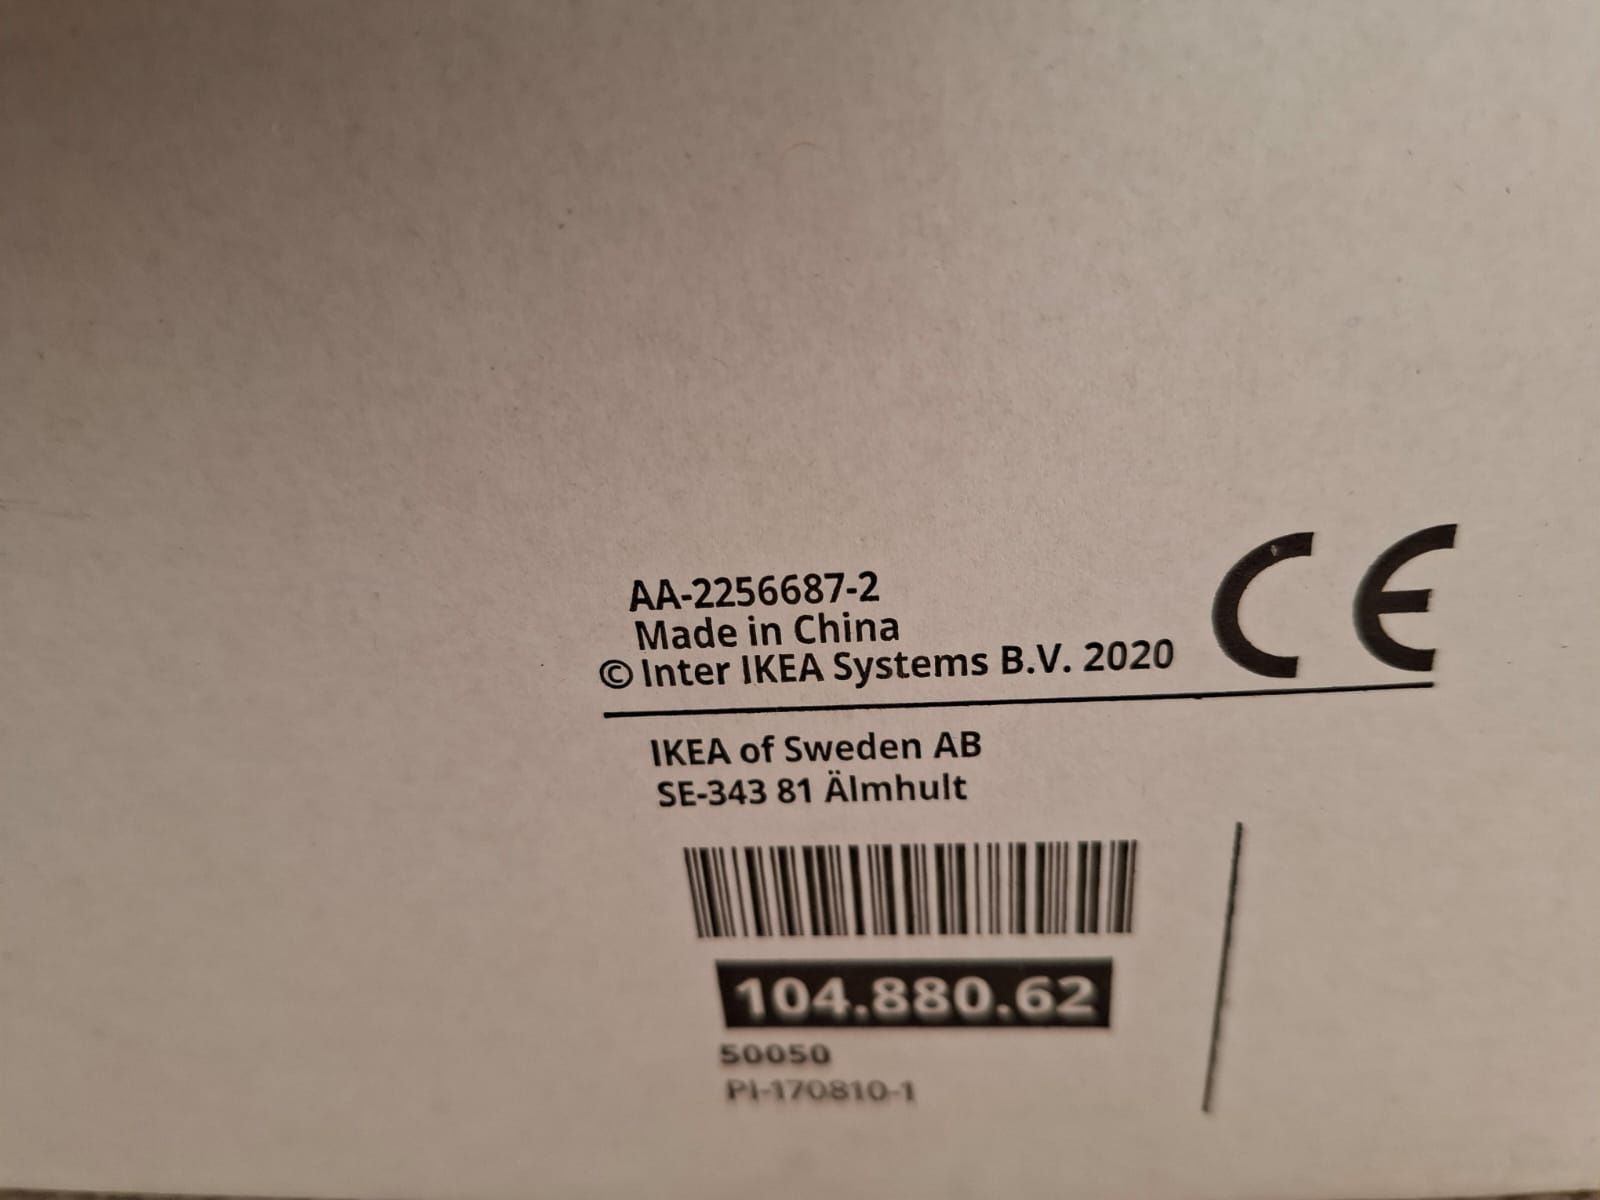 AA-2256687-2
Made in China
© Inter IKEA Systems B.V. 2020
CE
IKEA of Sweden AB
SE-343 81 Älmhult
104.880.62
50050
PI-170810-1